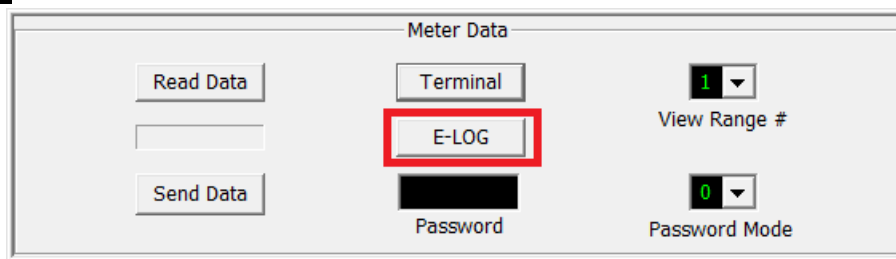 Meter Data
Read Data
Terminal
1
View Range #
E-LOG
Send Data
0
Password
Password Mode